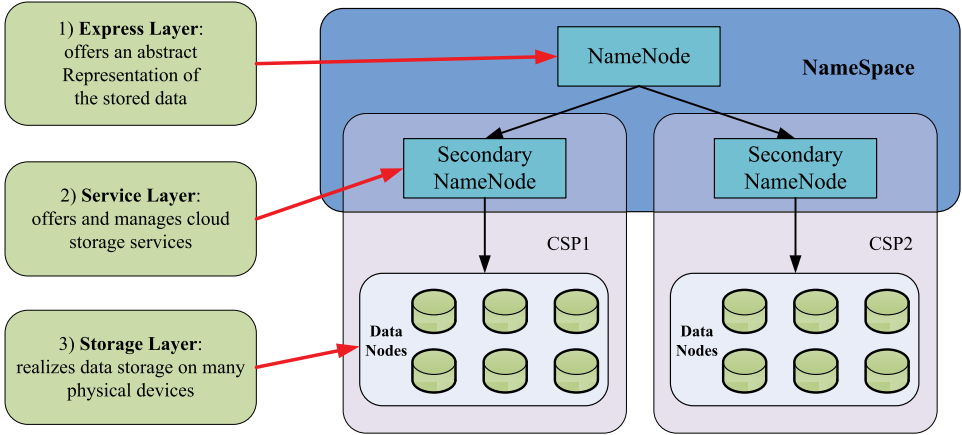 1) Express Layer:
offers an abstract
Representation of
the stored data
2) Service Layer:
offers and manages cloud
storage services
3) Storage Layer:
realizes data storage on many
physical devices
NameNode
NameSpace
Secondary
NameNode
Secondary
NameNode
CSP1
CSP2
Data
Nodes
Data
Nodes